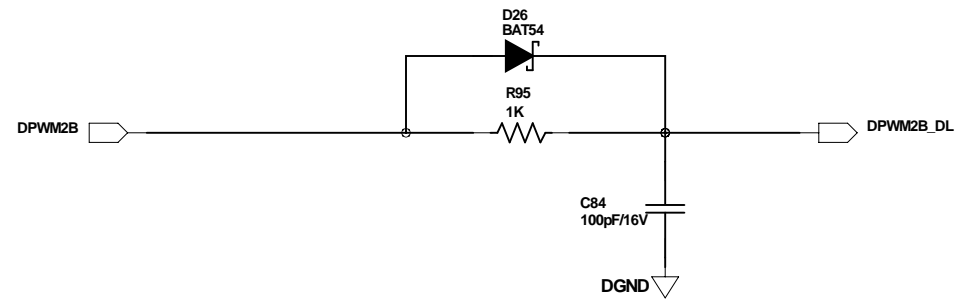 D26
BAT54
R95
1K
DPWM2B
DPWM2B_DL
C84
100pF/16V
DGND